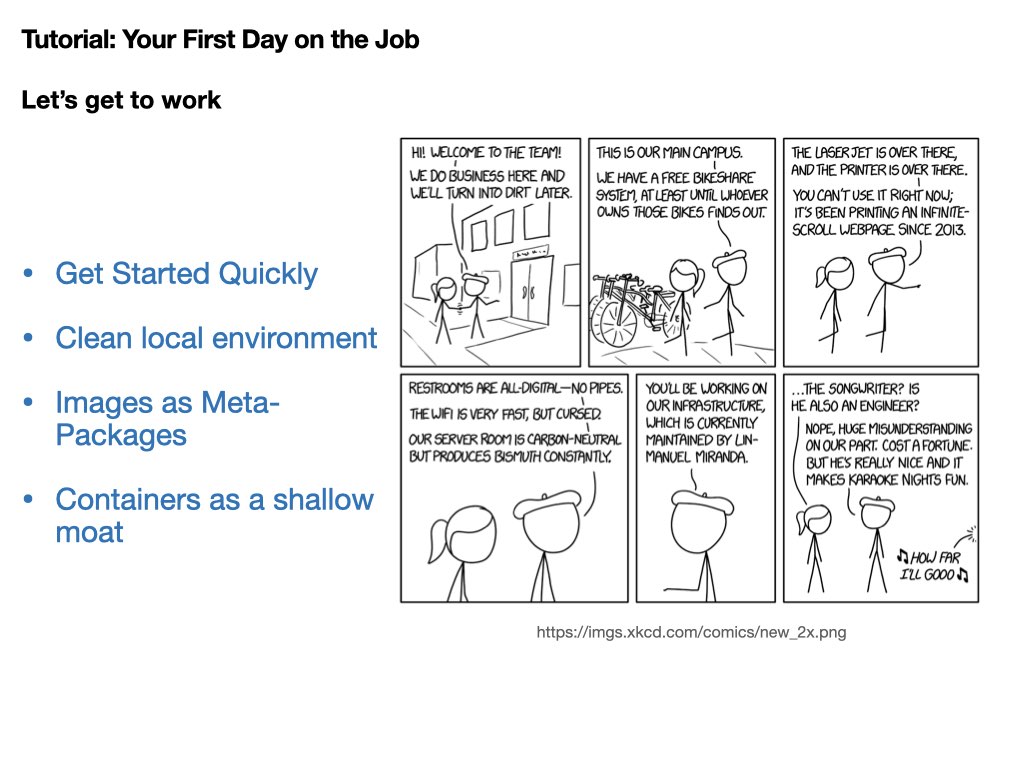 Tutorial: Your First Day on the Job
Let's get to work
• Get Started Quickly
• Clean local environment
• Images as Meta-
Packages
• Containers as a shallow
moat
HI! WELCOME TO THE TEAM!
WE DO BUSINESS HERE AND
WE'LL TURN INTO DIRT LATER.
THIS IS OUR MAIN CAMPUS.
WE HAVE A FREE BIKESHARE
SYSTEM, AT LEAST UNTIL WHOEVER
OWNS THOSE BIKES FINDS OUT.
THE LASERJET IS OVER THERE,
AND THE PRINTER IS OVER THERE.
YOU CAN'T USE IT RIGHT NOW;
IT'S BEEN PRINTING AN INFINITE-
SCROLL WEBPAGE SINCE 2013.
RESTROOMS ARE ALL-DIGITAL—NO PIPES.
THE WIFI IS VERY FAST, BUT CURSED.
OUR SERVER ROOM IS CARBON-NEUTRAL
BUT PRODUCES BISMUTH CONSTANTLY.
YOU'LL BE WORKING ON
OUR INFRASTRUCTURE,
WHICH IS CURRENTLY
MAINTAINED BY LIN-
MANUEL MIRANDA.
...THE SONGWRITER? IS
HE ALSO AN ENGINEER?
NOPE, HUGE MISUNDERSTANDING
ON OUR PART. COST A FORTUNE.
BUT HE'S REALLY NICE AND IT
MAKES KARAOKE NIGHTS FUN.
♫ HOW FAR
I'LL GOOO ♫
https://imgs.xkcd.com/comics/new_2x.png